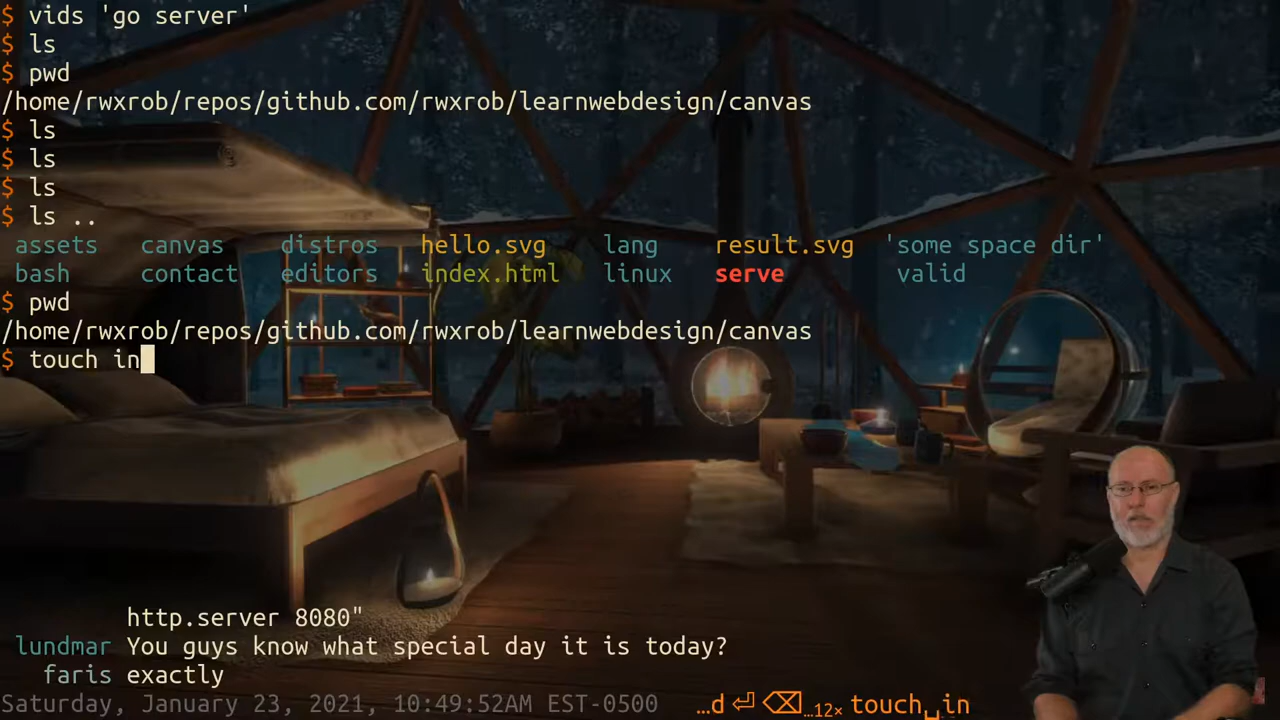 $ vids 'go server'
$ ls
$ pwd
/home/rwxrob/repos/github.com/rwxrob/learnwebdesign/canvas
$ ls
$ ls
$ ls
$ ls ..
assets canvas distros hello.svg lang result.svg 'some space dir'
bash contact editors index.html linux serve valid
$ pwd
/home/rwxrob/repos/github.com/rwxrob/learnwebdesign/canvas
$ touch in
http.server 8080"
lundmar You guys know what special day it is today?
faris exactly
Saturday, January 23, 2021, 10:49:52AM EST-0500 …d ⏎ ⌫…12× touch␣in